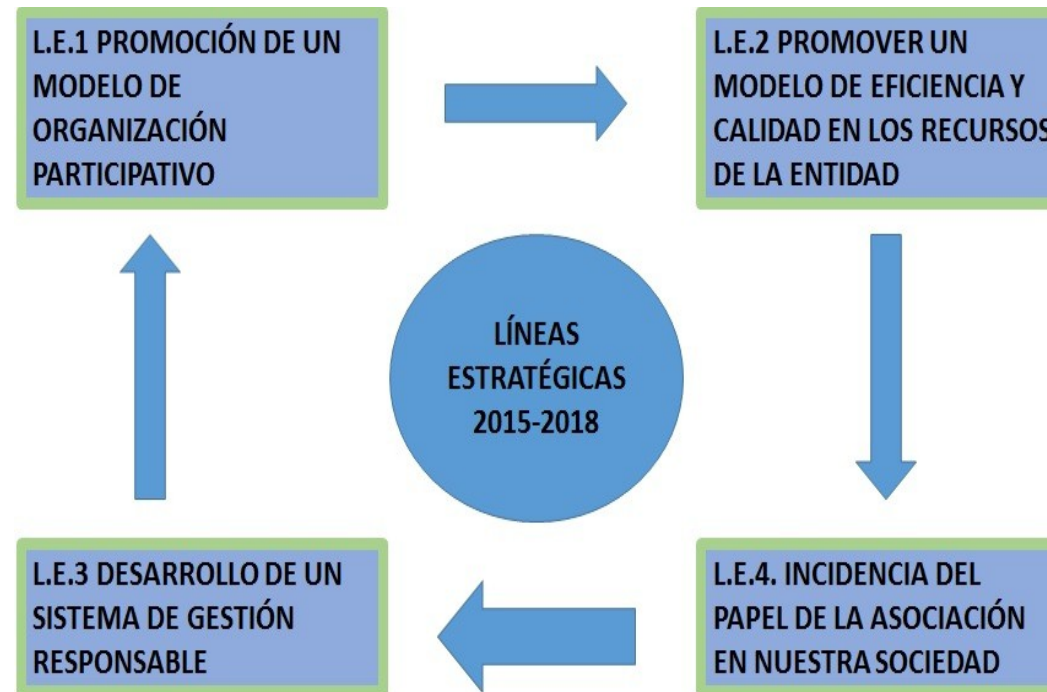 L.E.1 PROMOCIÓN DE UN
MODELO DE
ORGANIZACIÓN
PARTICIPATIVO
L.E.2 PROMOVER UN
MODELO DE EFICIENCIA Y
CALIDAD EN LOS RECURSOS
DE LA ENTIDAD
LÍNEAS
ESTRATÉGICAS
2015-2018
L.E.3 DESARROLLO DE UN
SISTEMA DE GESTIÓN
RESPONSABLE
L.E.4. INCIDENCIA DEL
PAPEL DE LA ASOCIACIÓN
EN NUESTRA SOCIEDAD